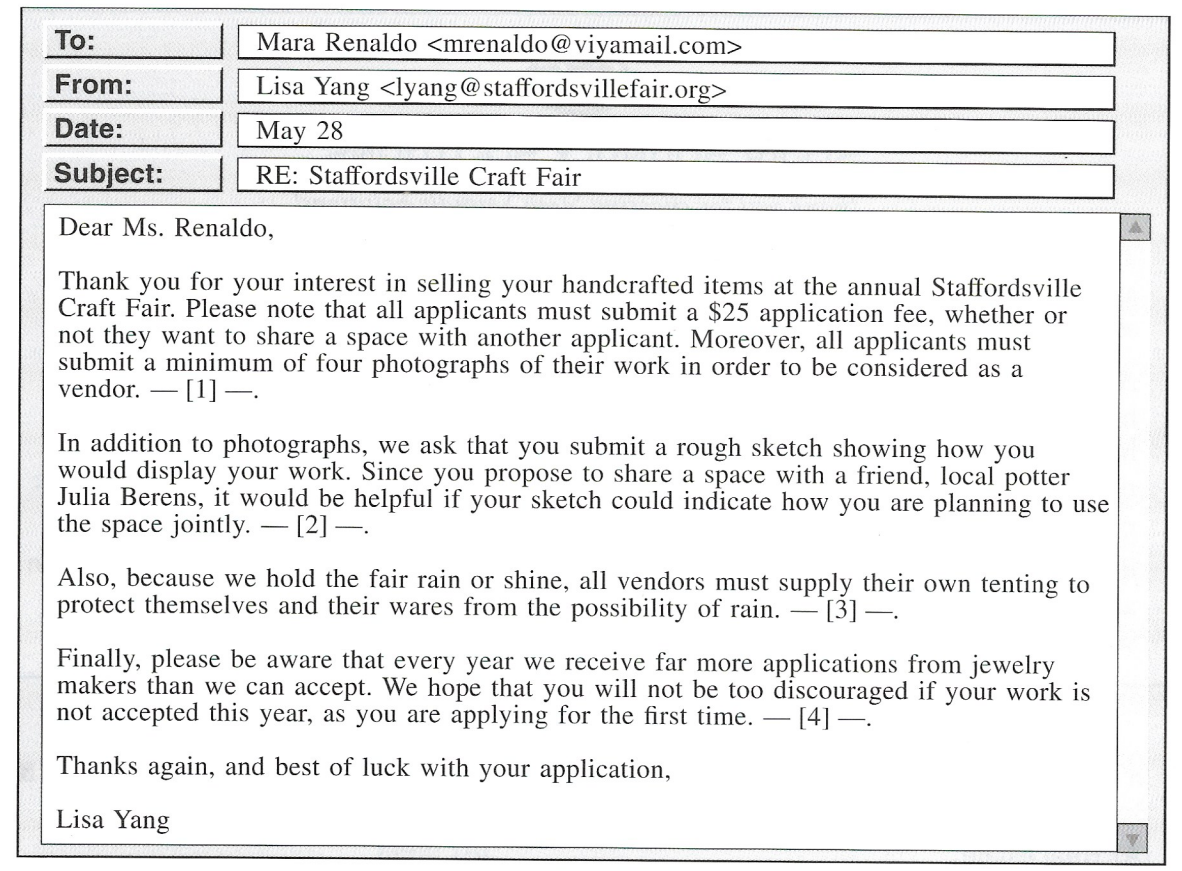 To: Mara Renaldo <mrenaldo@viyamail.com>
From: Lisa Yang <lyang@staffordsvillefair.org>
Date: May 28
Subject: RE: Staffordsville Craft Fair
Dear Ms. Renaldo,
Thank you for your interest in selling your handcrafted items at the annual Staffordsville
Craft Fair. Please note that all applicants must submit a $25 application fee, whether or
not they want to share a space with another applicant. Moreover, all applicants must
submit a minimum of four photographs of their work in order to be considered as a
vendor. — [1] —.
In addition to photographs, we ask that you submit a rough sketch showing how you
would display your work. Since you propose to share a space with a friend, local potter
Julia Berens, it would be helpful if your sketch could indicate how you are planning to use
the space jointly. — [2] —.
Also, because we hold the fair rain or shine, all vendors must supply their own tenting to
protect themselves and their wares from the possibility of rain. — [3] —.
Finally, please be aware that every year we receive far more applications from jewelry
makers than we can accept. We hope that you will not be too discouraged if your work is
not accepted this year, as you are applying for the first time. — [4] —.
Thanks again, and best of luck with your application,
Lisa Yang